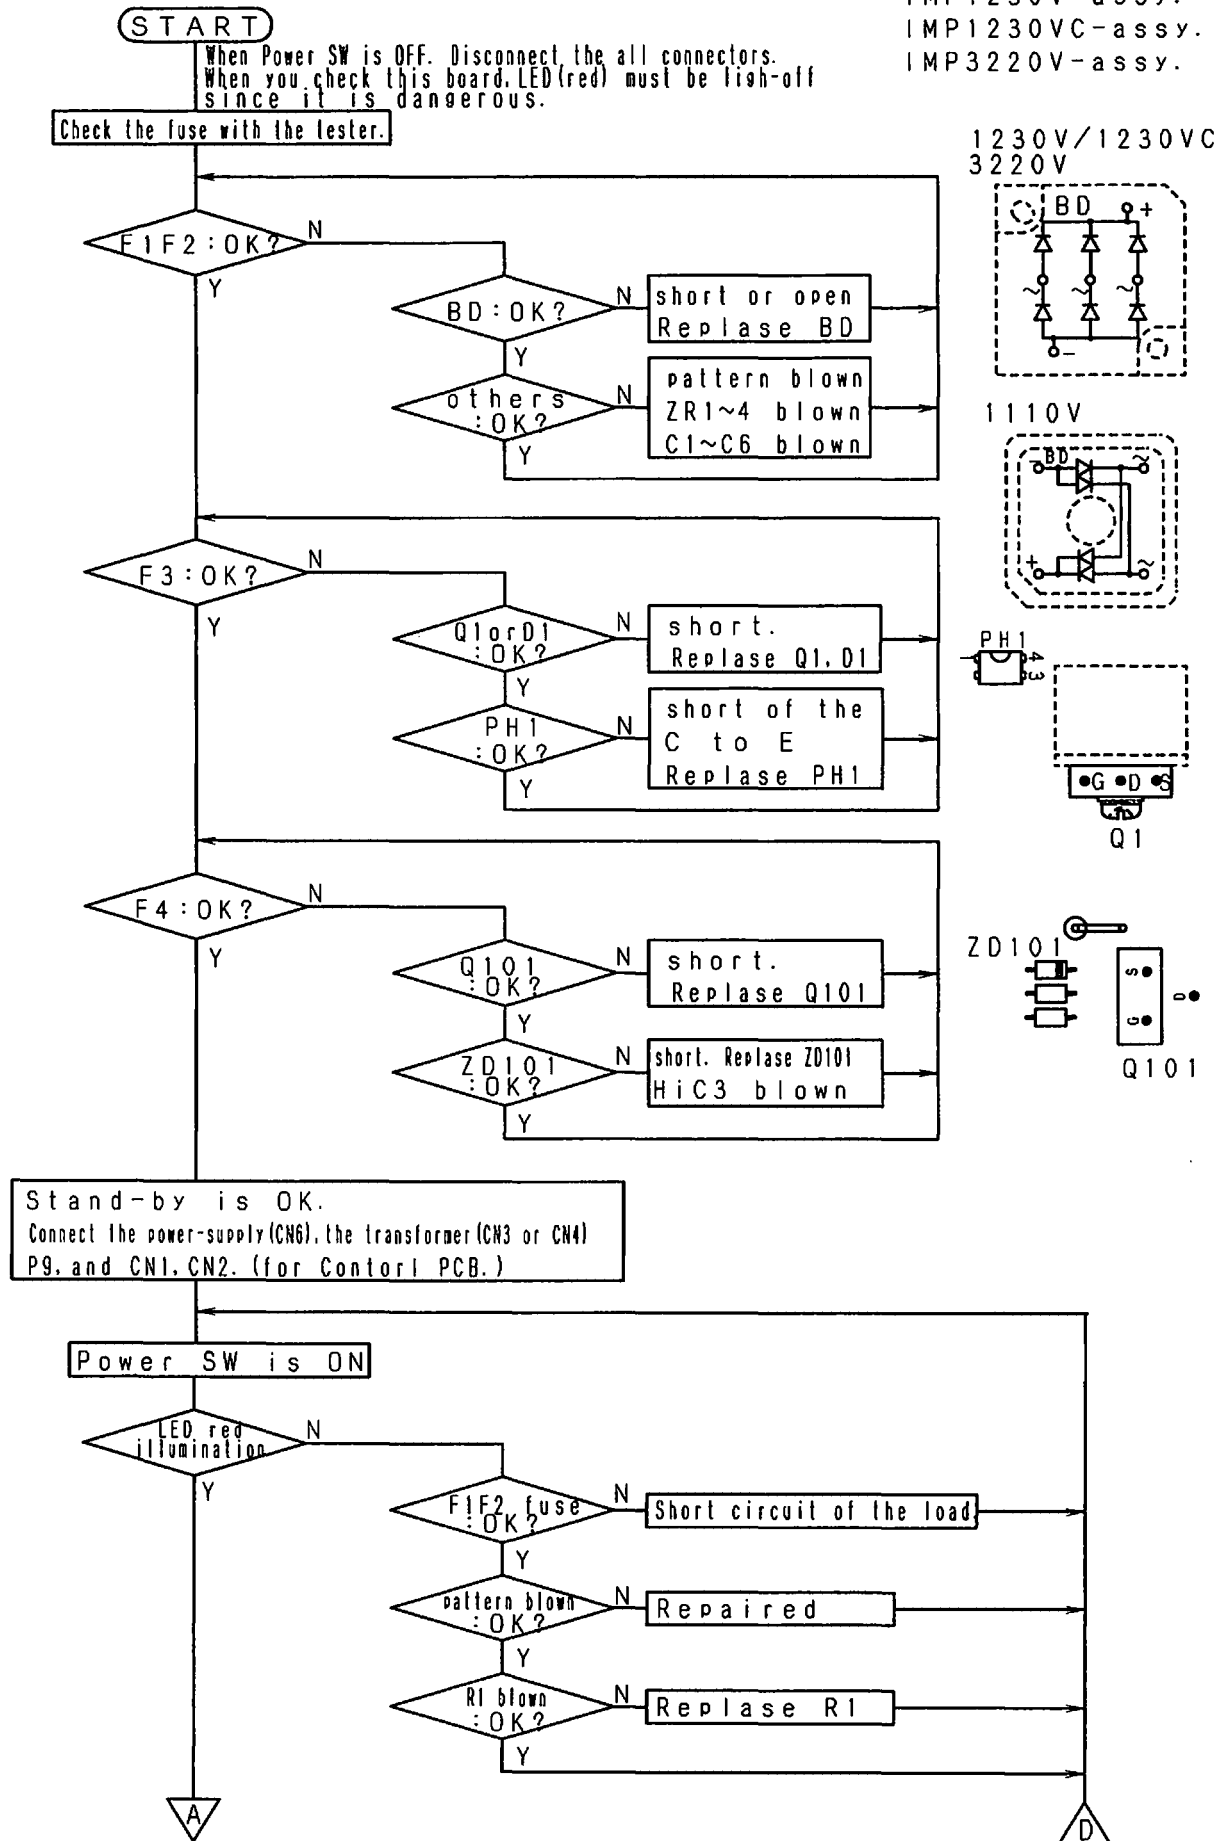 IMP1230V-assy.
IMP1230VC-assy.
IMP3220V-assy.
START
When Power SW is OFF. Disconnect the all connectors.
When you check this board, LED(red) must be ligh-off
since it is dangerous.
Check the fuse with the tester.
F1F2:OK?
N
Y
BD:OK?
N
Y
short or open
Replase BD
others
:OK?
N
Y
pattern blown
ZR1~4 blown
C1~C6 blown
F3:OK?
N
Y
Q1orD1
:OK?
N
Y
short.
Replase Q1, D1
PH1
:OK?
N
Y
short of the
C to E
Replase PH1
F4:OK?
N
Y
Q101
:OK?
N
Y
short.
Replase Q101
ZD101
:OK?
N
Y
short. Replase ZD101
HiC3 blown
Stand-by is OK.
Connect the power-supply(CN6), the transformer(CN3 or CN4)
P9, and CN1, CN2. (for Contorl PCB.)
Power SW is ON
LED red
illumination
N
Y
F1F2 fuse
:OK?
N
Y
Short circuit of the load
pattern blown
:OK?
N
Y
Repaired
R1 blown
:OK?
N
Y
Replase R1
A
D
1230V/1230VC
3220V
BD
+
~
~
~
-
1110V
- BD ~
+ ~
PH1
1
4
3
G D S
Q1
ZD101
S
G
D
Q101